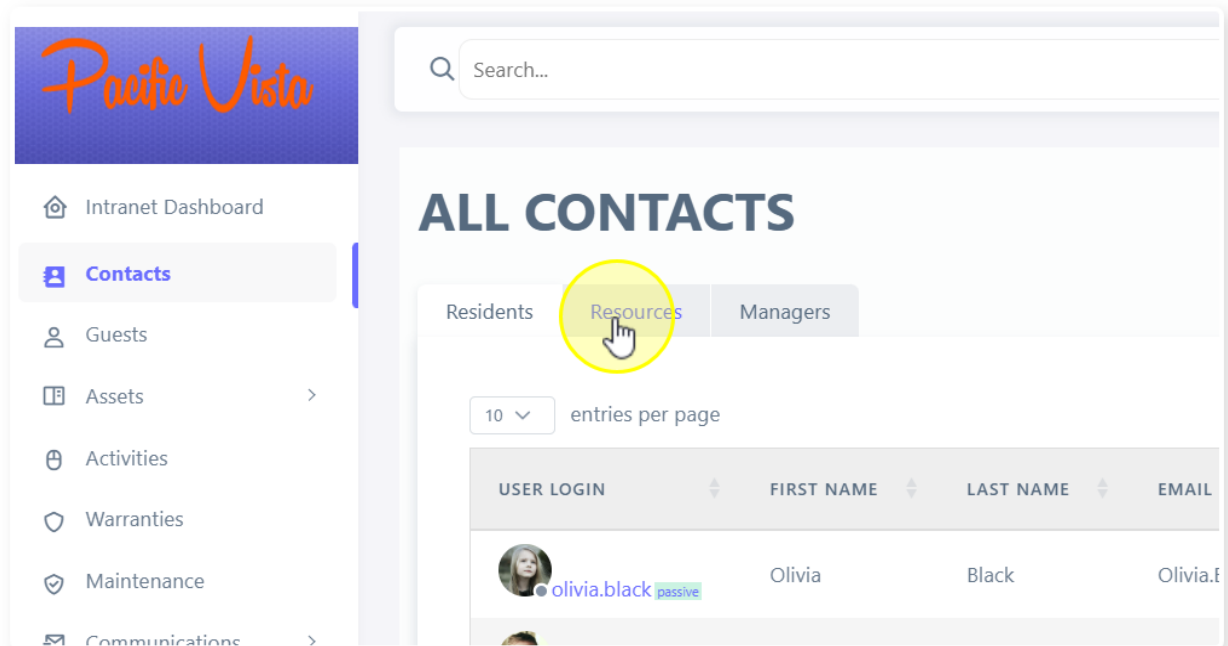 Pacific Vista
Search...
Intranet Dashboard
Contacts
Guests
Assets
Activities
Warranties
Maintenance
Communications
ALL CONTACTS
Residents Resources Managers
10 entries per page
USER LOGIN FIRST NAME LAST NAME EMAIL
olivia.black passive Olivia Black